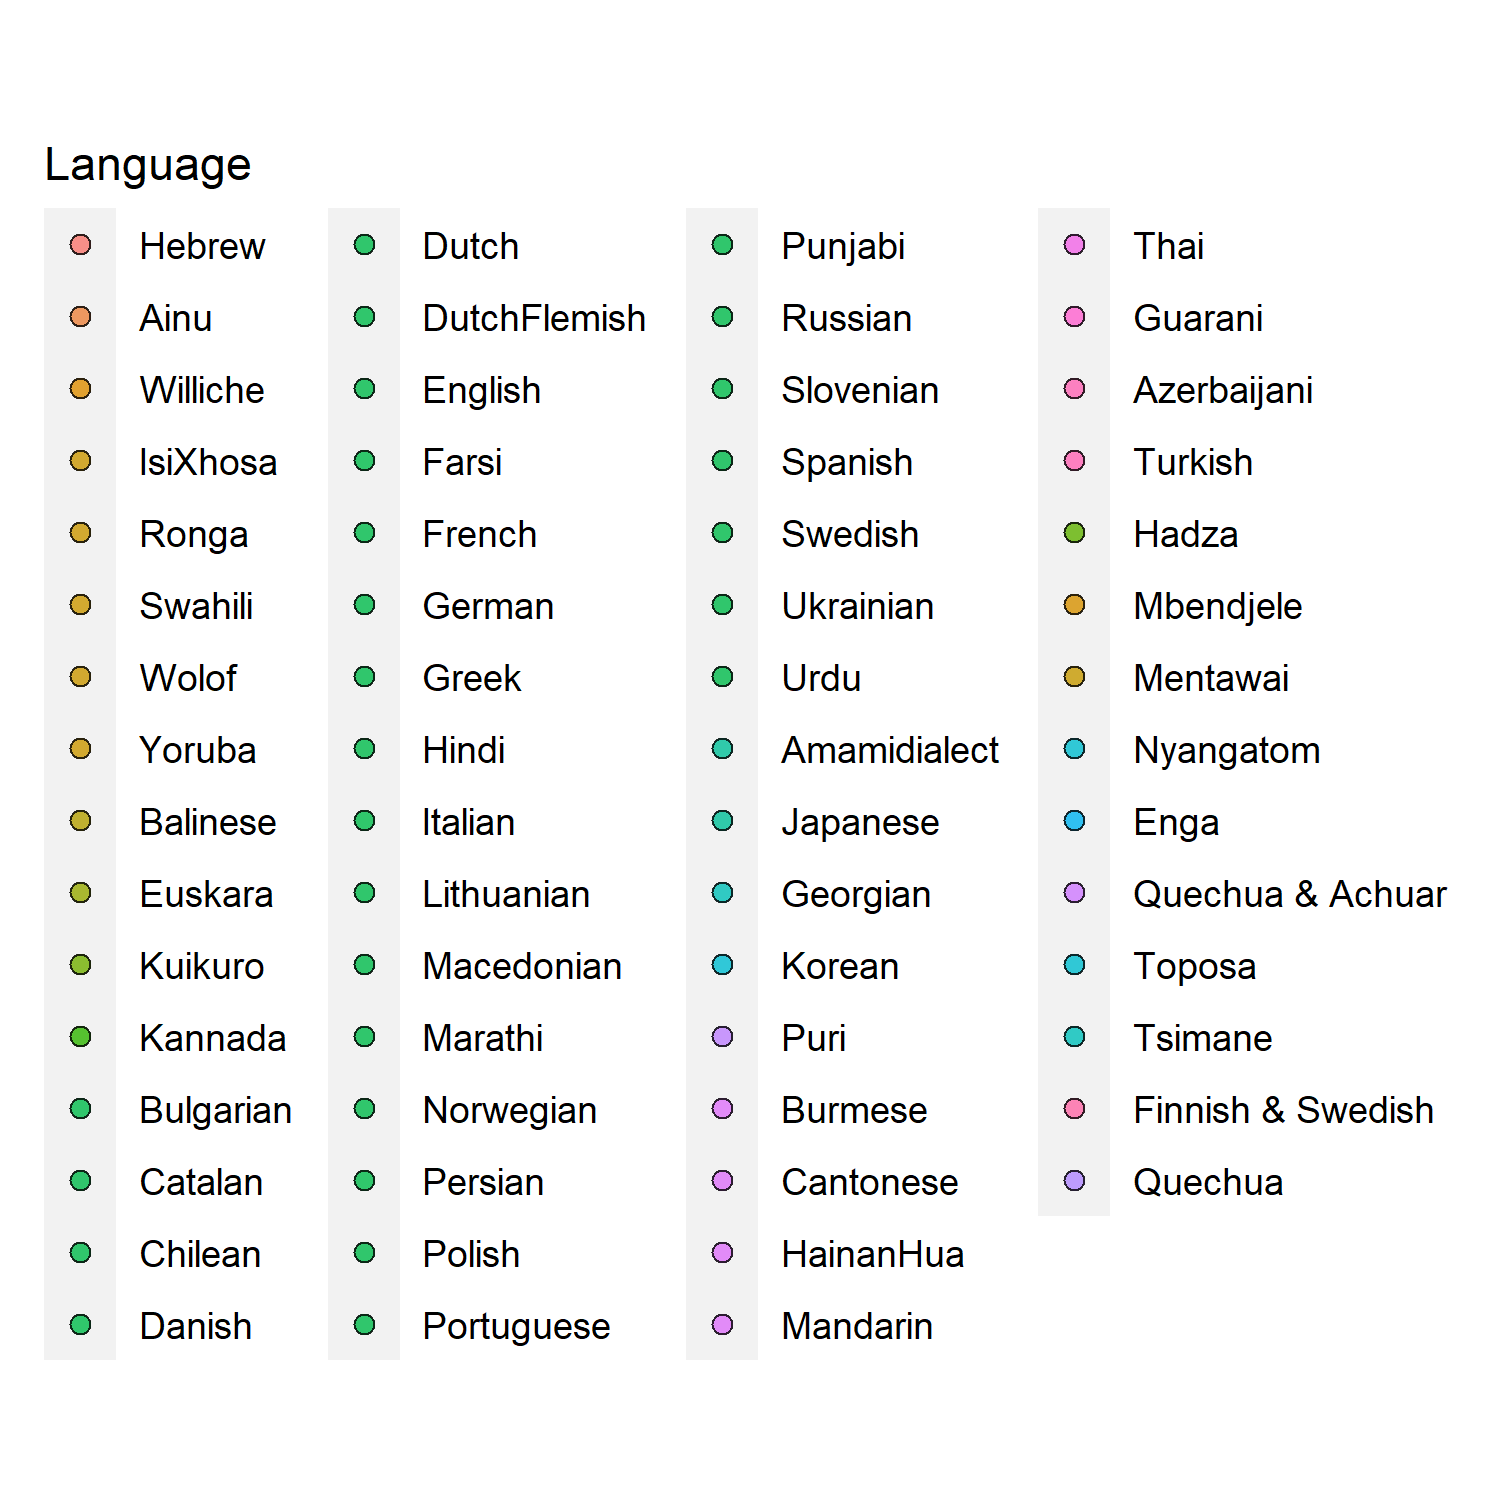 Language
Hebrew
Ainu
Williche
IsiXhosa
Ronga
Swahili
Wolof
Yoruba
Balinese
Euskara
Kuikuro
Kannada
Bulgarian
Catalan
Chilean
Danish
Dutch
DutchFlemish
English
Farsi
French
German
Greek
Hindi
Italian
Lithuanian
Macedonian
Marathi
Norwegian
Persian
Polish
Portuguese
Punjabi
Russian
Slovenian
Spanish
Swedish
Ukrainian
Urdu
Amamidialect
Japanese
Georgian
Korean
Puri
Burmese
Cantonese
HainanHua
Mandarin
Thai
Guarani
Azerbaijani
Turkish
Hadza
Mbendjele
Mentawai
Nyangatom
Enga
Quechua & Achuar
Toposa
Tsimane
Finnish & Swedish
Quechua